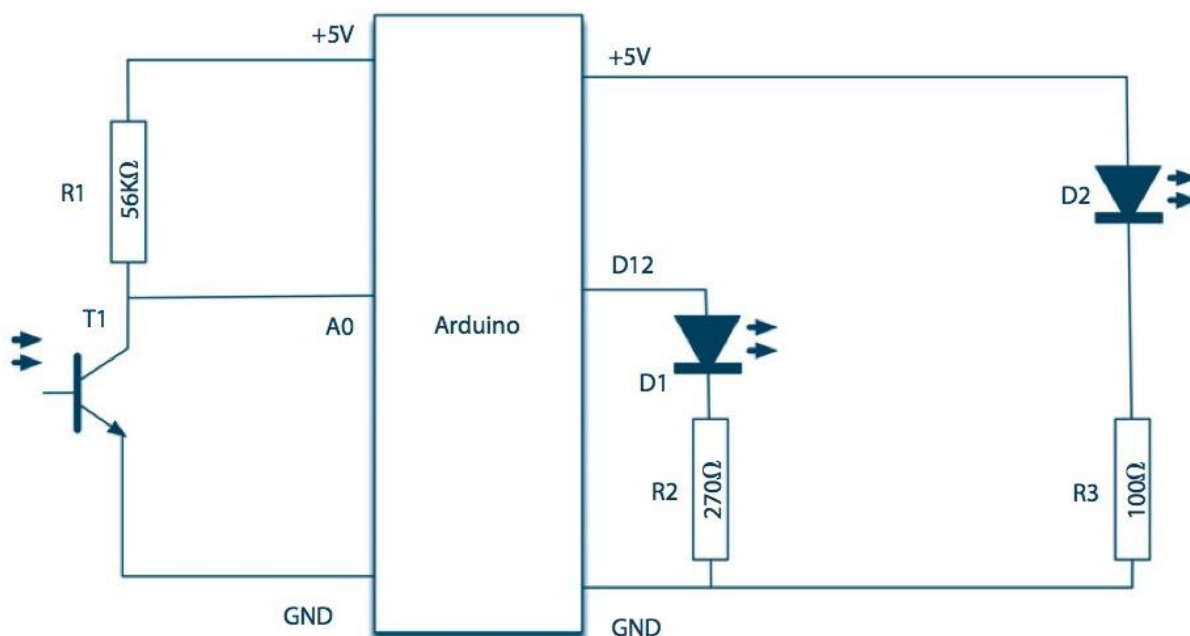 +5V
+5V
R1
56KΩ
D2
D12
T1
A0
Arduino
D1
R2
270Ω
R3
100Ω
GND
GND